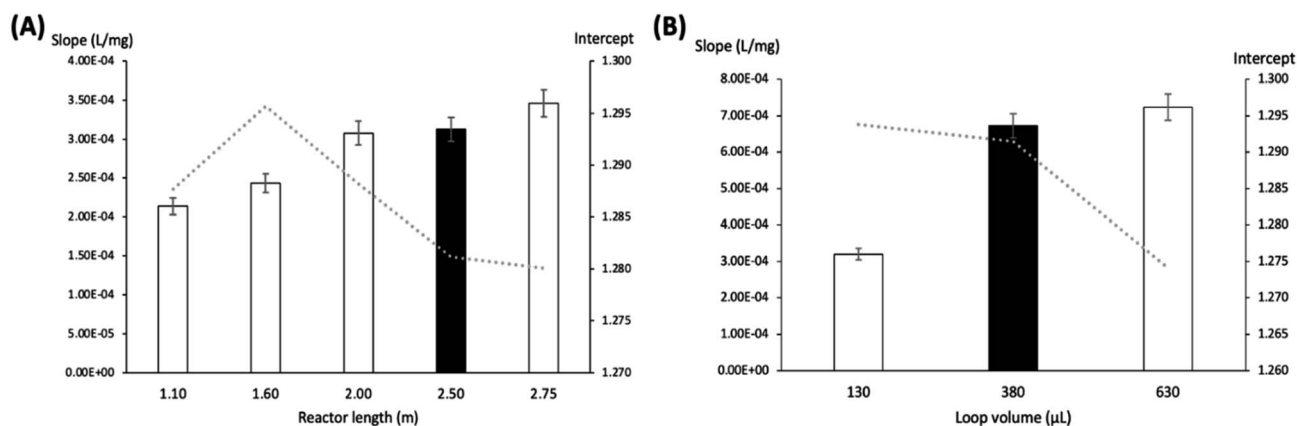 (A)
Slope (L/mg)
Intercept
4.00E-04
3.50E-04
3.00E-04
2.50E-04
2.00E-04
1.50E-04
1.00E-04
5.00E-05
0.00E+00
1.300
1.295
1.290
1.285
1.280
1.275
1.270
1.10 1.60 2.00 2.50 2.75
Reactor length (m)
(B)
Slope (L/mg)
Intercept
8.00E-04
7.00E-04
6.00E-04
5.00E-04
4.00E-04
3.00E-04
2.00E-04
1.00E-04
0.00E+00
1.300
1.295
1.290
1.285
1.280
1.275
1.270
1.265
1.260
130 380 630
Loop volume (µL)